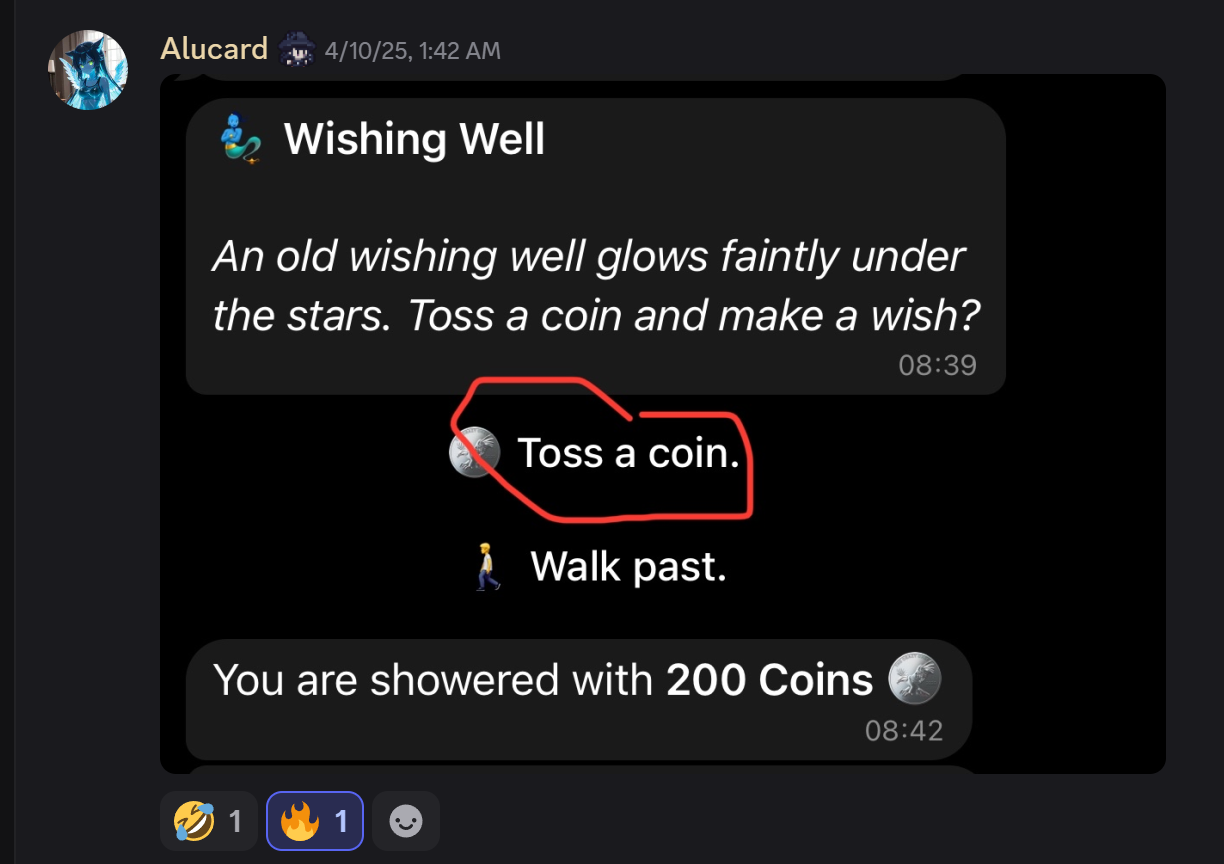 Alucard 4/10/25, 1:42 AM
Wishing Well
An old wishing well glows faintly under
the stars. Toss a coin and make a wish?
08:39
Toss a coin.
Walk past.
You are showered with 200 Coins
08:42
1 1